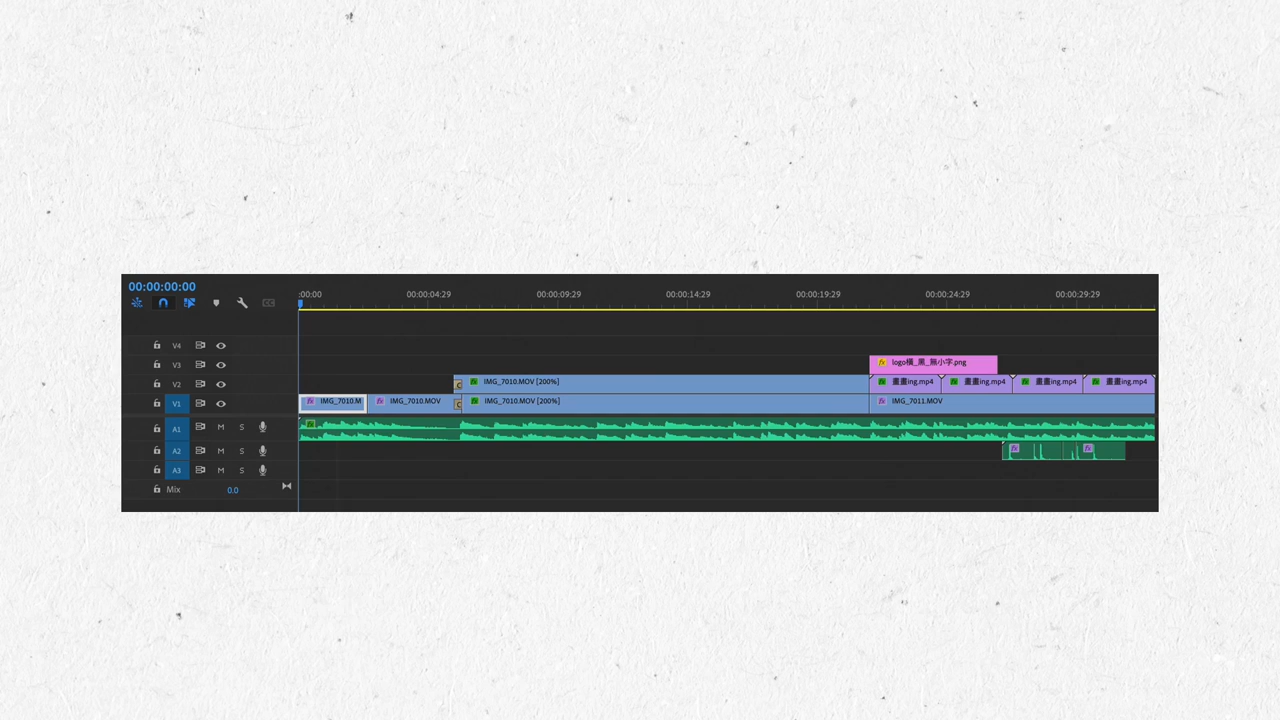 00:00:00:00
:00:00 00:00:04:29 00:00:09:29 00:00:14:29 00:00:19:29 00:00:24:29 00:00:29:29
V4
V3 logo橫_黑_無小字.png
V2 IMG_7010.MOV [200%] 畫畫ing.mp4 畫畫ing.mp4 畫畫ing.mp4 畫畫ing.mp4
V1 IMG_7010.M IMG_7010.MOV IMG_7010.MOV [200%] IMG_7011.MOV
A1 M S
A2 M S
A3 M S
Mix 0.0